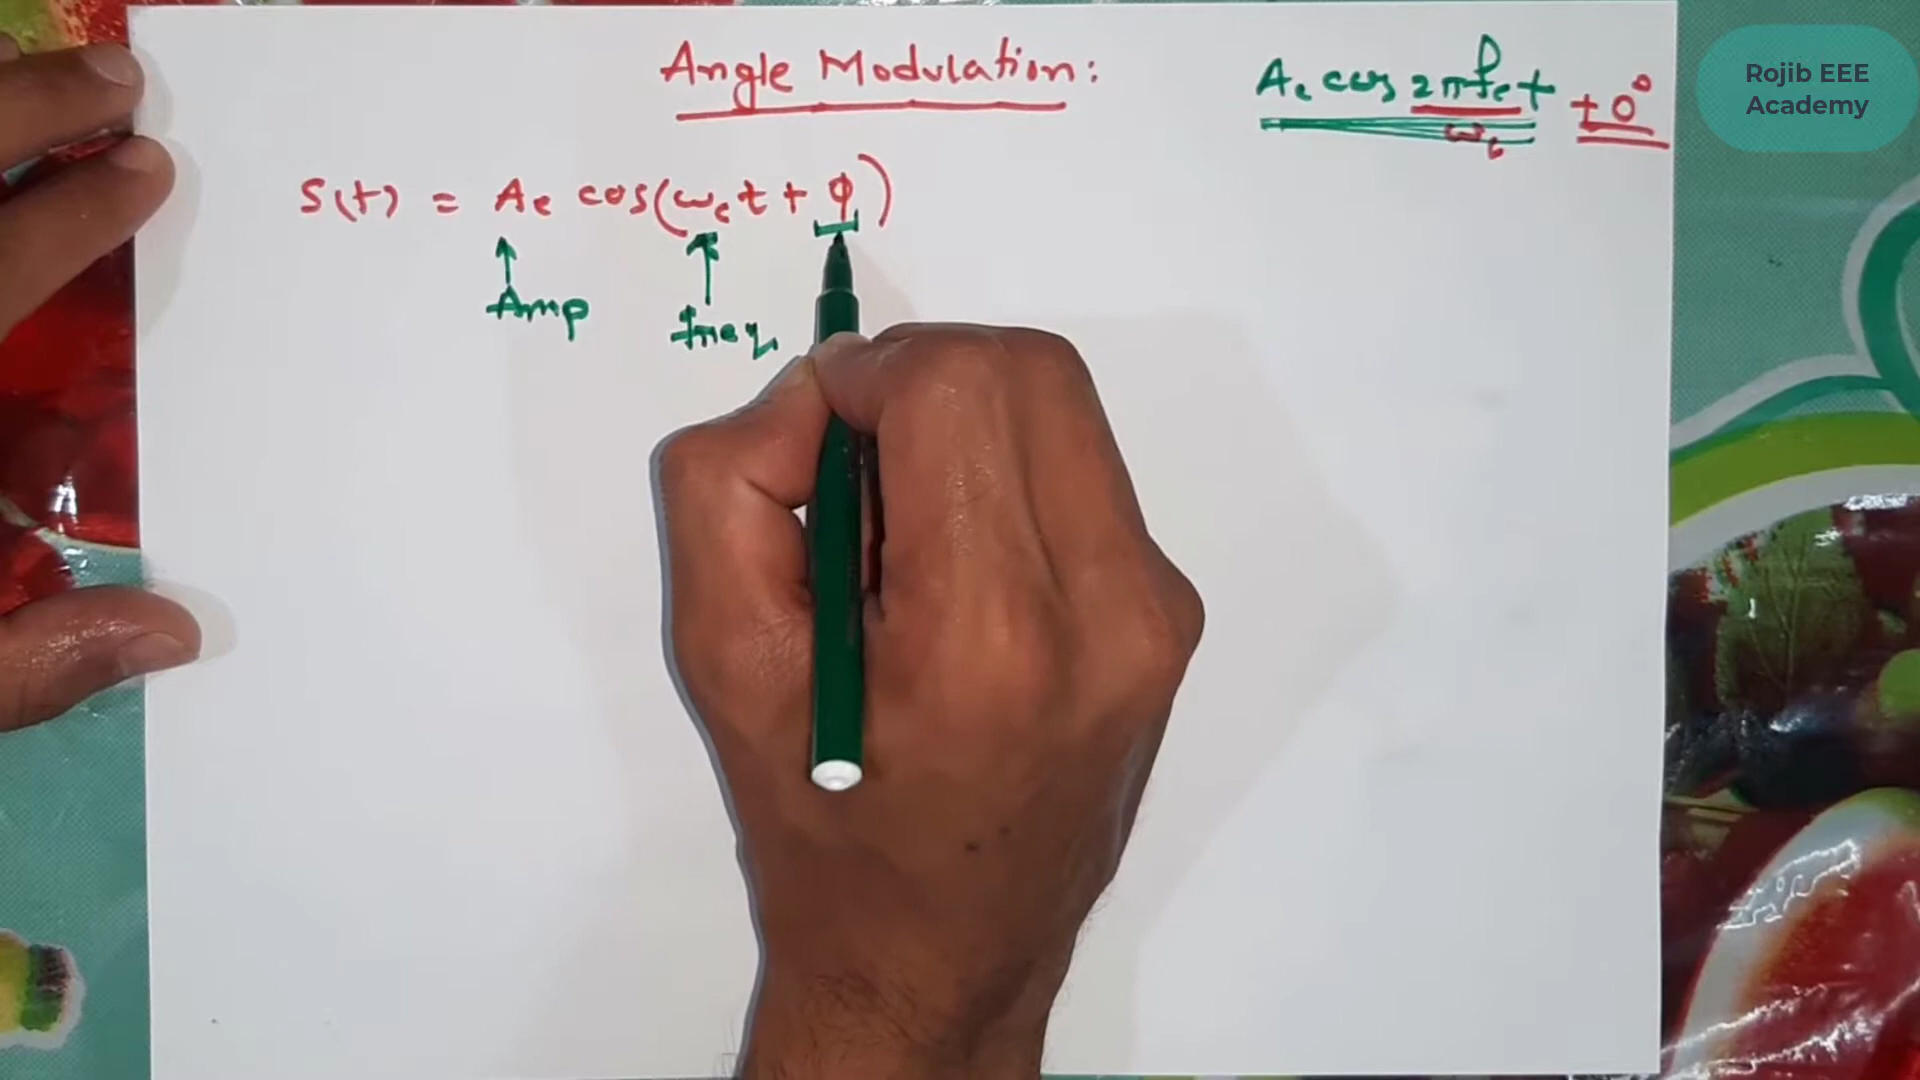 Angle Modulation:
Ac cos 2πfct + 0°
ωc
S(t) = Ac cos(ωct + φ)
Amp
freq.
Rojib EEE
Academy